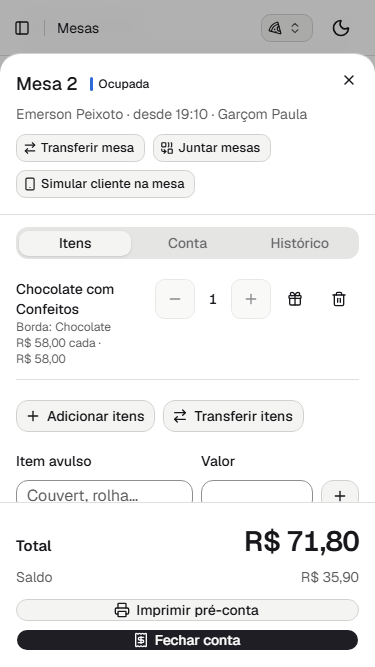 Mesas
Mesa 2
Ocupada
Emerson Peixoto · desde 19:10 · Garçom Paula
Transferir mesa
Juntar mesas
Simular cliente na mesa
Itens
Conta
Histórico
Chocolate com
Confeitos
Borda: Chocolate
R$ 58,00 cada ·
R$ 58,00
1
Adicionar itens
Transferir itens
Item avulso
Valor
Couvert, rolha...
Total
R$ 71,80
Saldo
R$ 35,90
Imprimir pré-conta
Fechar conta